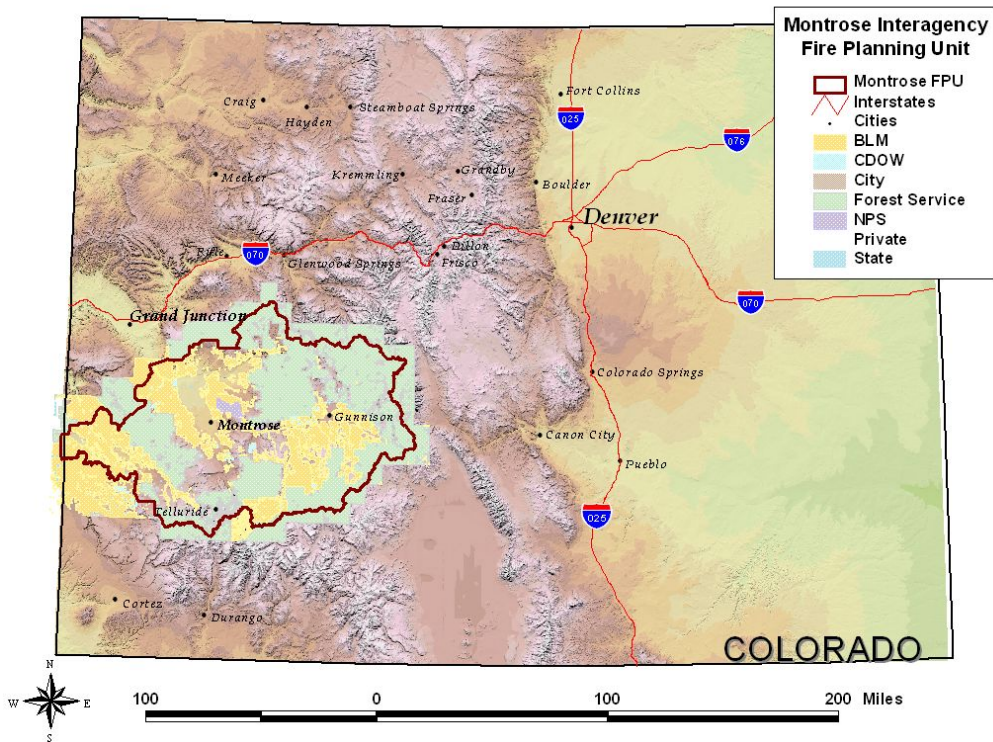 Montrose Interagency
Fire Planning Unit
Montrose FPU
Interstates
Cities
BLM
CDOW
City
Forest Service
NPS
Private
State
Fort Collins
Craig
Hayden
Steamboat Springs
025
076
Meeker
Kremmling
Grandby
Fraser
Boulder
Denver
Rifle
070
Glenwood Springs
Dillon
Frisco
070
Grand Junction
Colorado Springs
Gunnison
Montrose
Canon City
Pueblo
Telluride
025
Cortez
Durango
COLORADO
N
W
E
S
100 0 100 200 Miles